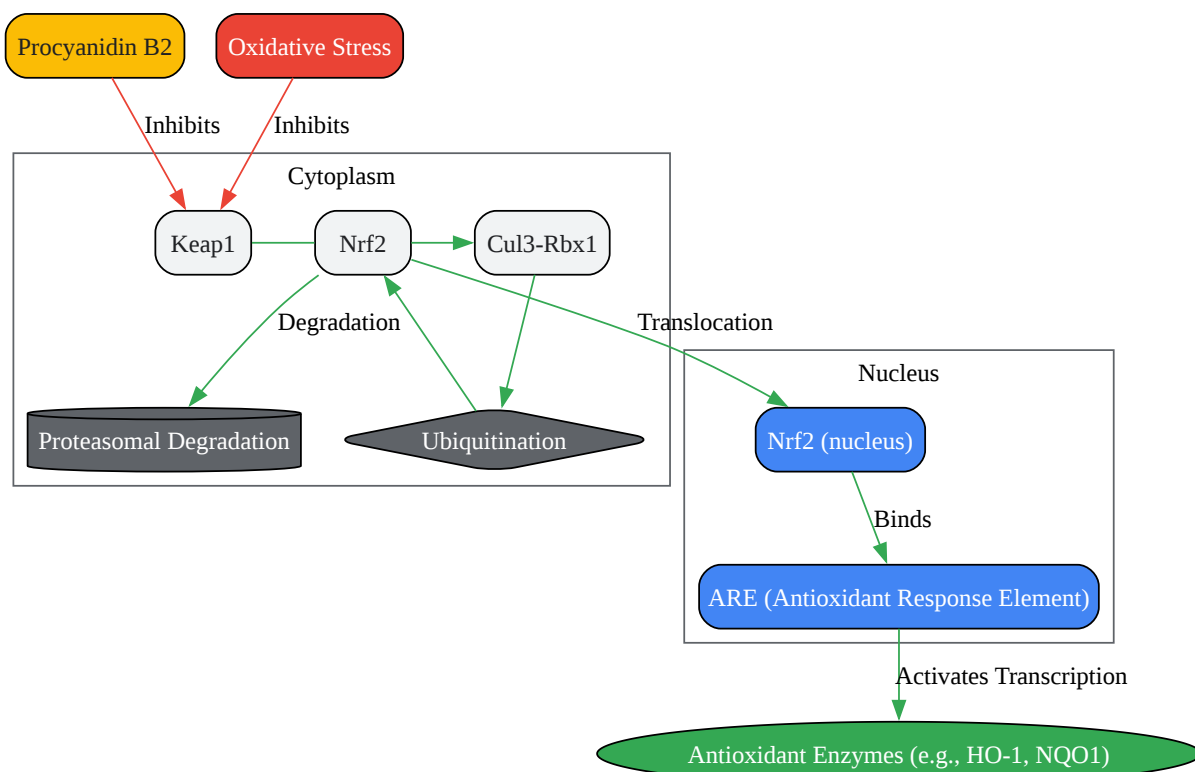 Procyanidin B2
Oxidative Stress
Inhibits
Inhibits
Cytoplasm
Keap1
Nrf2
Cul3-Rbx1
Degradation
Translocation
Nucleus
Proteasomal Degradation
Ubiquitination
Nrf2 (nucleus)
Binds
ARE (Antioxidant Response Element)
Activates Transcription
Antioxidant Enzymes (e.g., HO-1, NQO1)